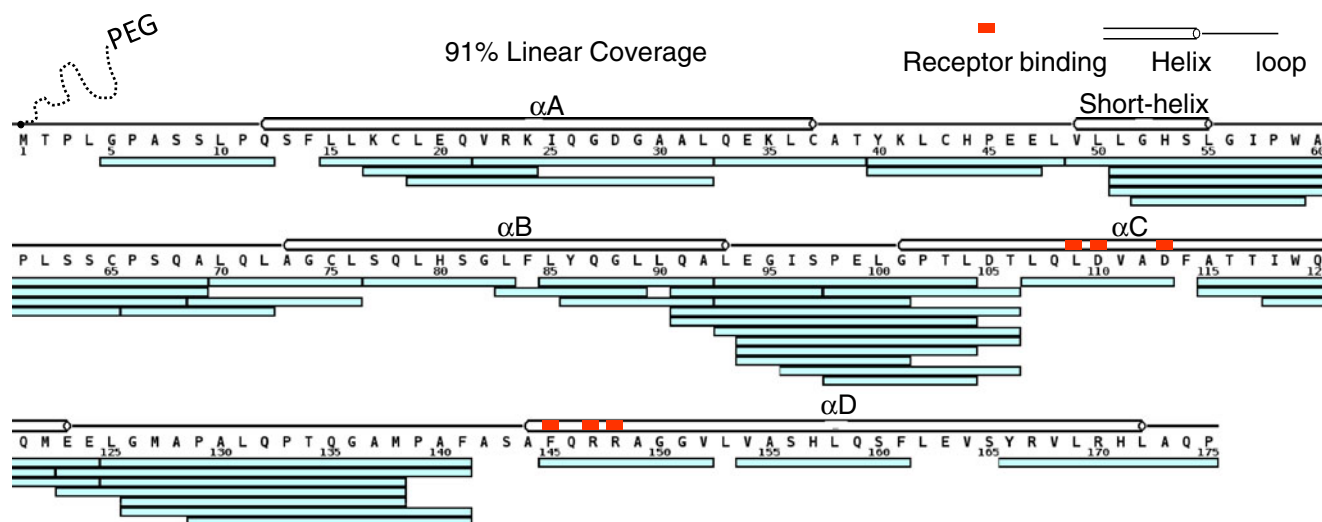 PEG
91% Linear Coverage
Receptor binding Helix loop
αA Short-helix
M T P L G P A S S L P Q S F L L K C L E Q V R K I Q G D G A A L Q E K L C A T Y K L C H P E E L V L L G H S L G I P W A
1 5 10 15 20 25 30 35 40 45 50 55 60
αB αC
P L S S C P S Q A L Q L A G C L S Q L H S G L F L Y Q G L L Q A L E G I S P E L G P T L D T L Q L D V A D F A T T I W Q
65 70 75 80 85 90 95 100 105 110 115 12
αD
Q M E E L G M A P A L Q P T Q G A M P A F A S A F Q R R A G G V L V A S H L Q S F L E V S Y R V L R H L A Q P
125 130 135 140 145 150 155 160 165 170 175